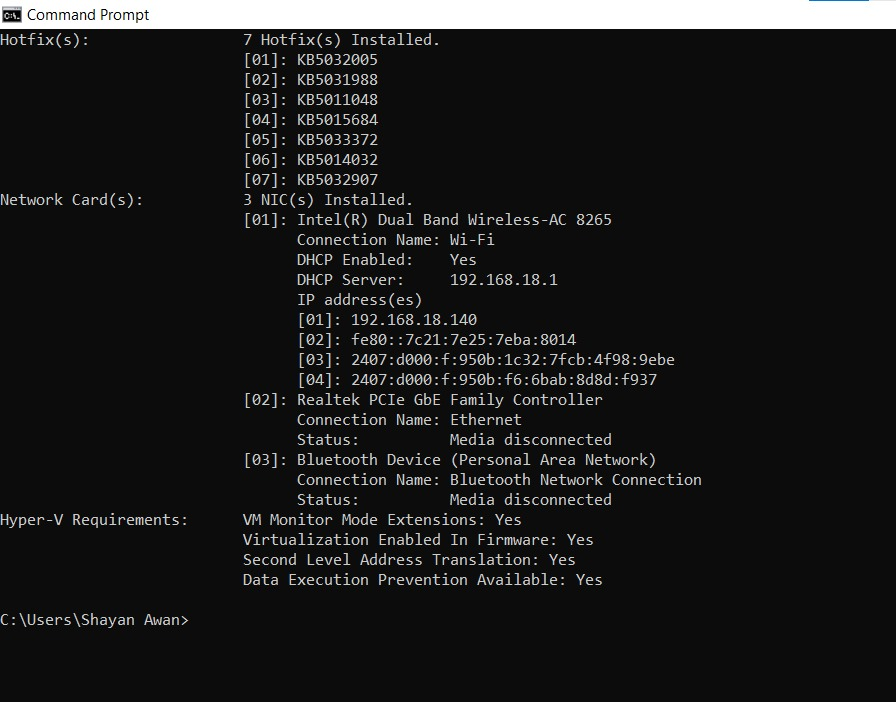 Command Prompt
Hotfix(s): 7 Hotfix(s) Installed.
[01]: KB5032005
[02]: KB5031988
[03]: KB5011048
[04]: KB5015684
[05]: KB5033372
[06]: KB5014032
[07]: KB5032907
Network Card(s): 3 NIC(s) Installed.
[01]: Intel(R) Dual Band Wireless-AC 8265
Connection Name: Wi-Fi
DHCP Enabled: Yes
DHCP Server: 192.168.18.1
IP address(es)
[01]: 192.168.18.140
[02]: fe80::7c21:7e25:7eba:8014
[03]: 2407:d000:f:950b:1c32:7fcb:4f98:9ebe
[04]: 2407:d000:f:950b:f6:6bab:8d8d:f937
[02]: Realtek PCIe GbE Family Controller
Connection Name: Ethernet
Status: Media disconnected
[03]: Bluetooth Device (Personal Area Network)
Connection Name: Bluetooth Network Connection
Status: Media disconnected
Hyper-V Requirements: VM Monitor Mode Extensions: Yes
Virtualization Enabled In Firmware: Yes
Second Level Address Translation: Yes
Data Execution Prevention Available: Yes
C:\Users\Shayan Awan>